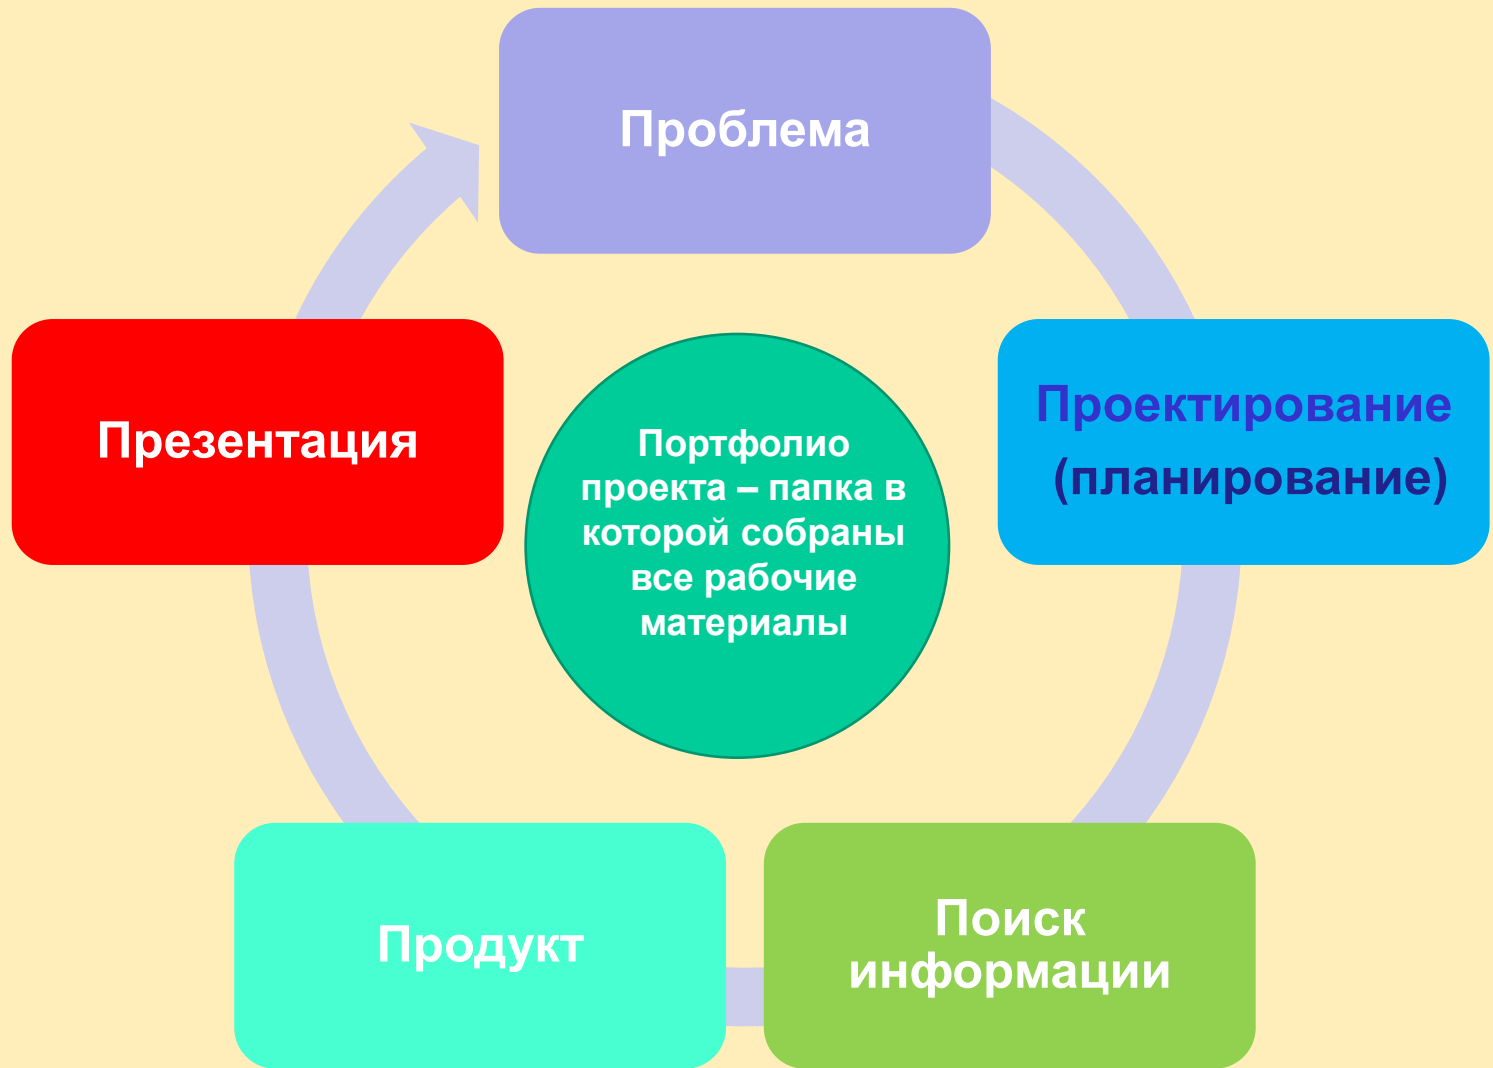 Проблема
Проектирование
(планирование)
Поиск
информации
Продукт
Презентация
Портфолио
проекта – папка в
которой собраны
все рабочие
материалы